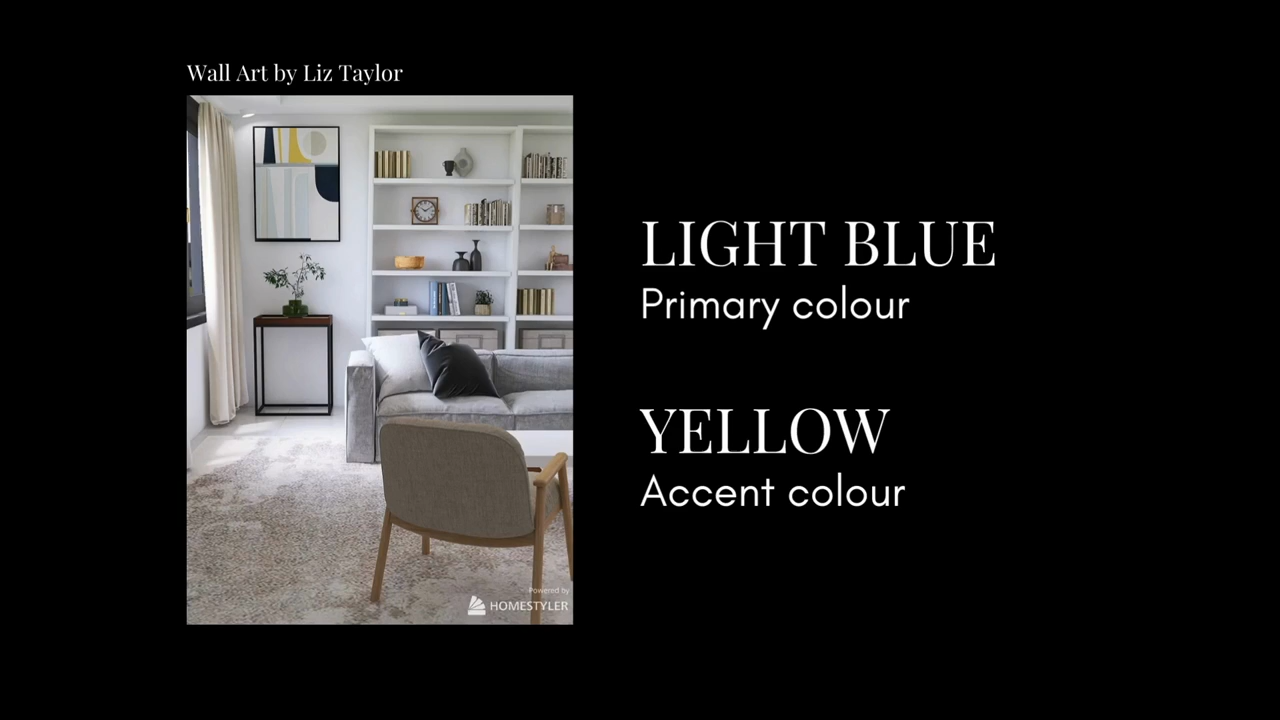 Wall Art by Liz Taylor
LIGHT BLUE
Primary colour
YELLOW
Accent colour
Powered by
HOMESTYLER